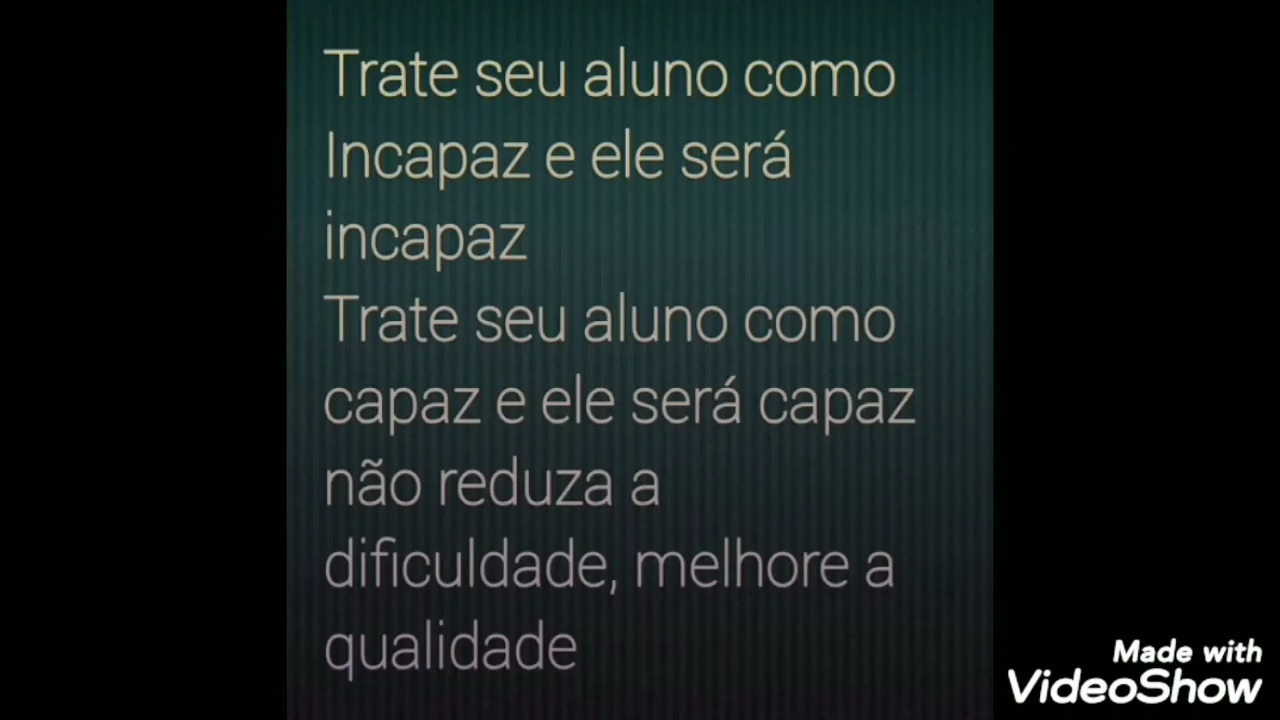 Trate seu aluno como
Incapaz e ele será
incapaz
Trate seu aluno como
capaz e ele será capaz
não reduza a
dificuldade, melhore a
qualidade
Made with
VideoShow